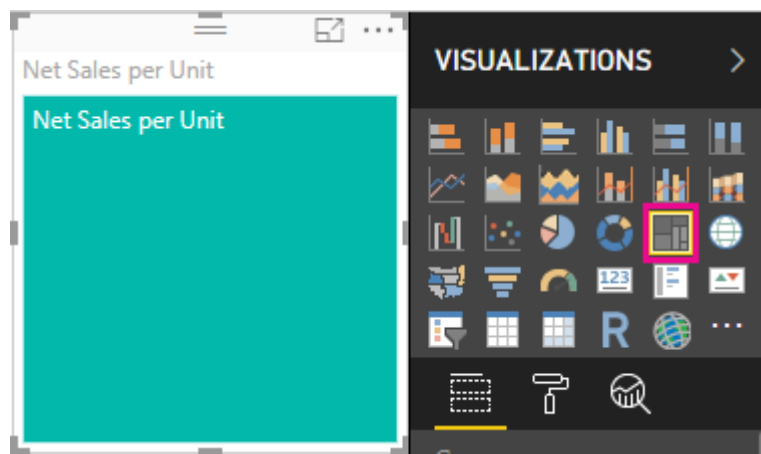 Net Sales per Unit
Net Sales per Unit
VISUALIZATIONS
123
R